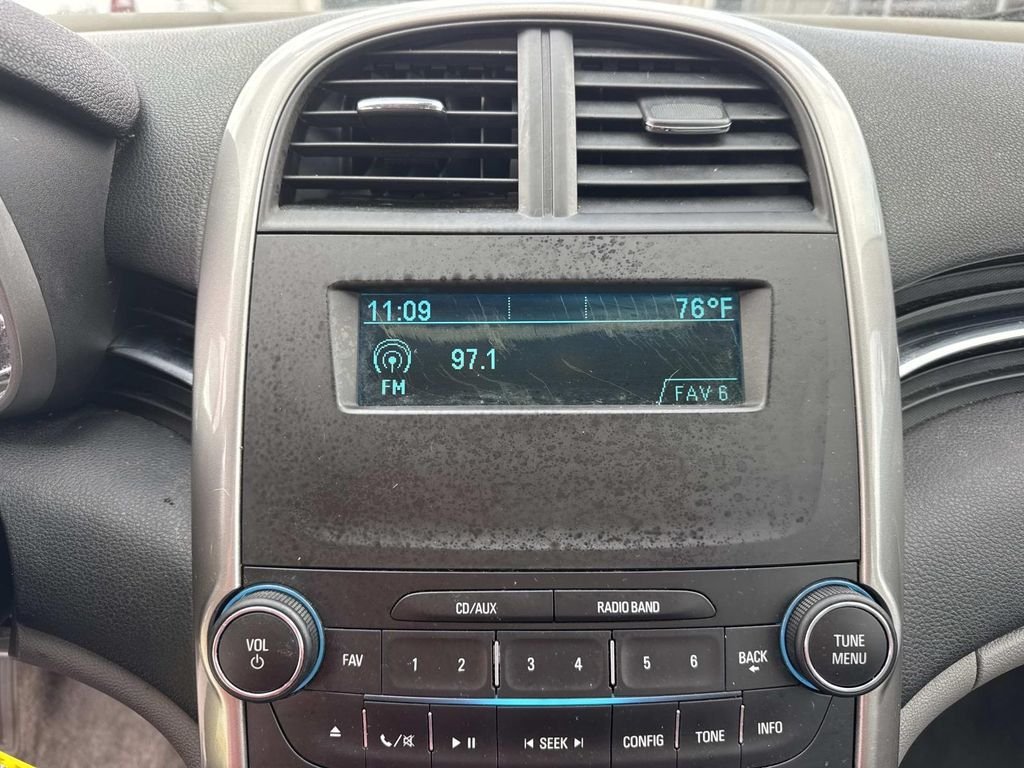 11:09 76°F
97.1
FM
FAV 6
CD/AUX RADIO BAND
VOL
FAV 1 2 3 4 5 6 BACK
TUNE
MENU
SEEK CONFIG TONE INFO